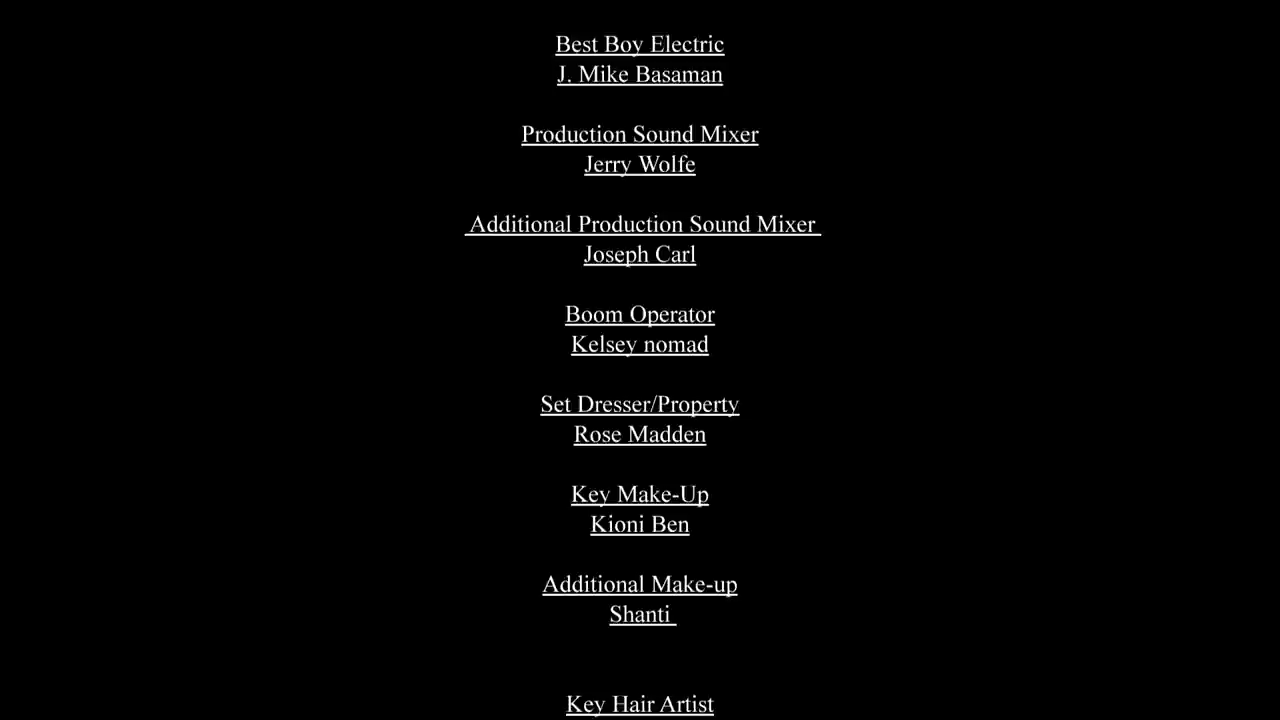 Best Boy Electric
J. Mike Basaman
Production Sound Mixer
Jerry Wolfe
Additional Production Sound Mixer
Joseph Carl
Boom Operator
Kelsey nomad
Set Dresser/Property
Rose Madden
Key Make-Up
Kioni Ben
Additional Make-up
Shanti
Key Hair Artist